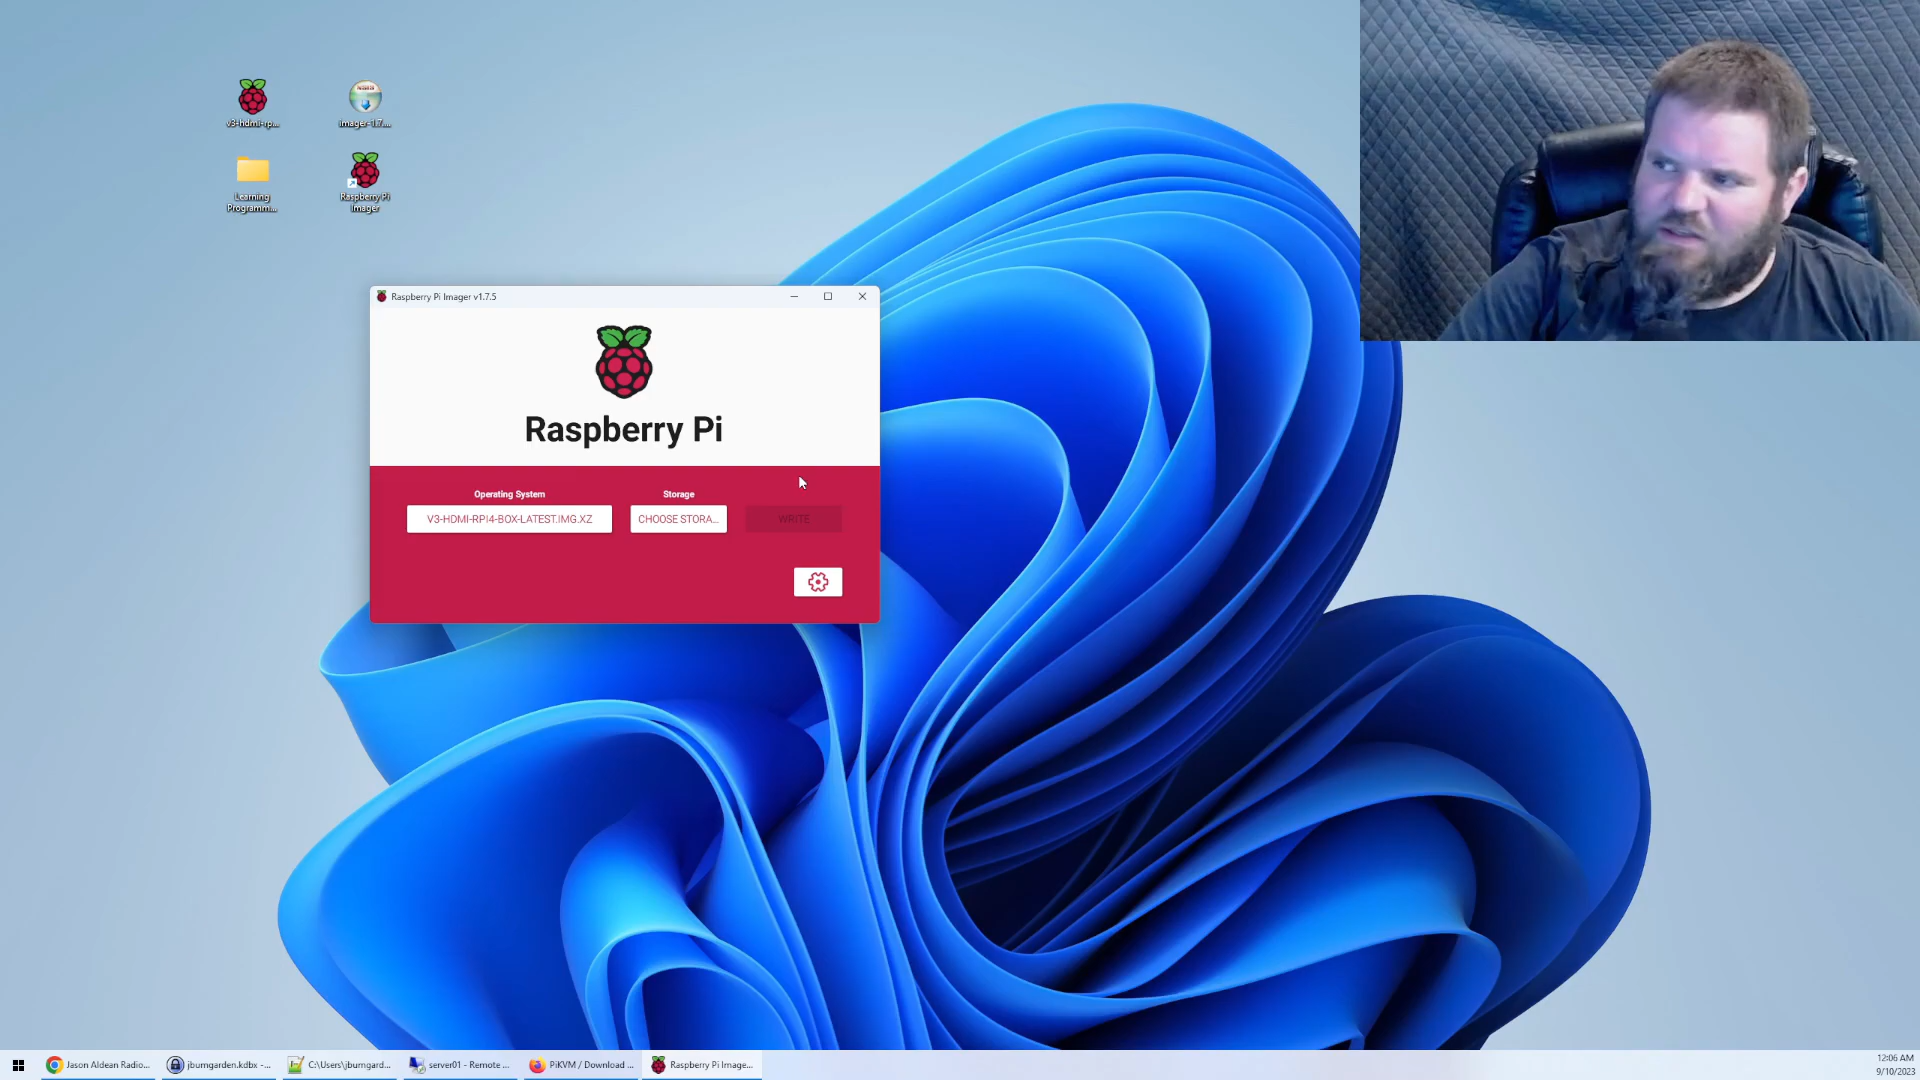 v3-hdmi-rp...
imager-1.7....
Learning
Programm...
Raspberry Pi
Imager
Raspberry Pi Imager v1.7.5
Raspberry Pi
Operating System
Storage
V3-HDMI-RPI4-BOX-LATEST.IMG.XZ
CHOOSE STORA...
WRITE
Jason Aldean Radio...
jbumgarden.kdbx -...
C:\Users\jbumgard...
server01 - Remote ...
PiKVM / Download ...
Raspberry Pi Image...
12:06 AM
9/10/2023